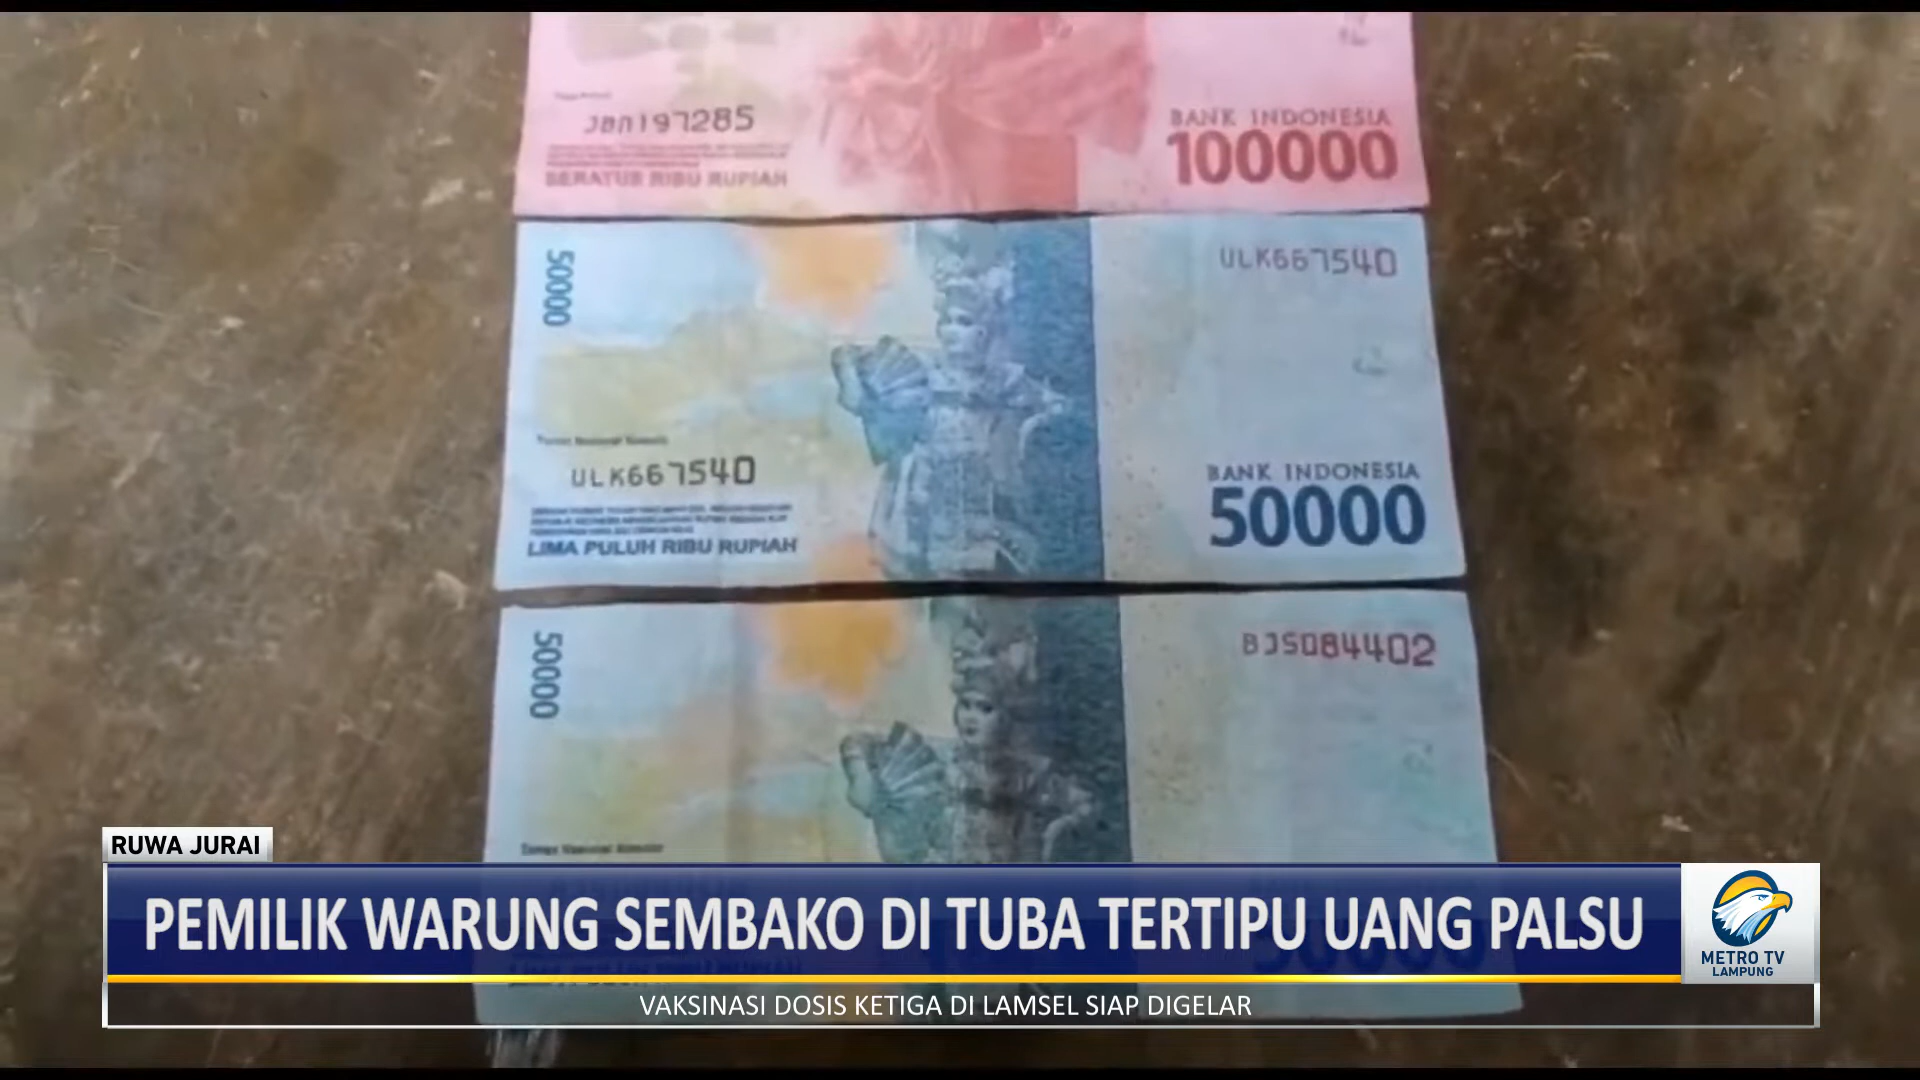 JBA197285
SERATUS RIBU RUPIAH
BANK INDONESIA
100000
50000
ULK667540
ULK667540
LIMA PULUH RIBU RUPIAH
BANK INDONESIA
50000
50000
BJS084402
RUWA JURAI
PEMILIK WARUNG SEMBAKO DI TUBA TERTIPU UANG PALSU
METRO TV
LAMPUNG
VAKSINASI DOSIS KETIGA DI LAMSEL SIAP DIGELAR